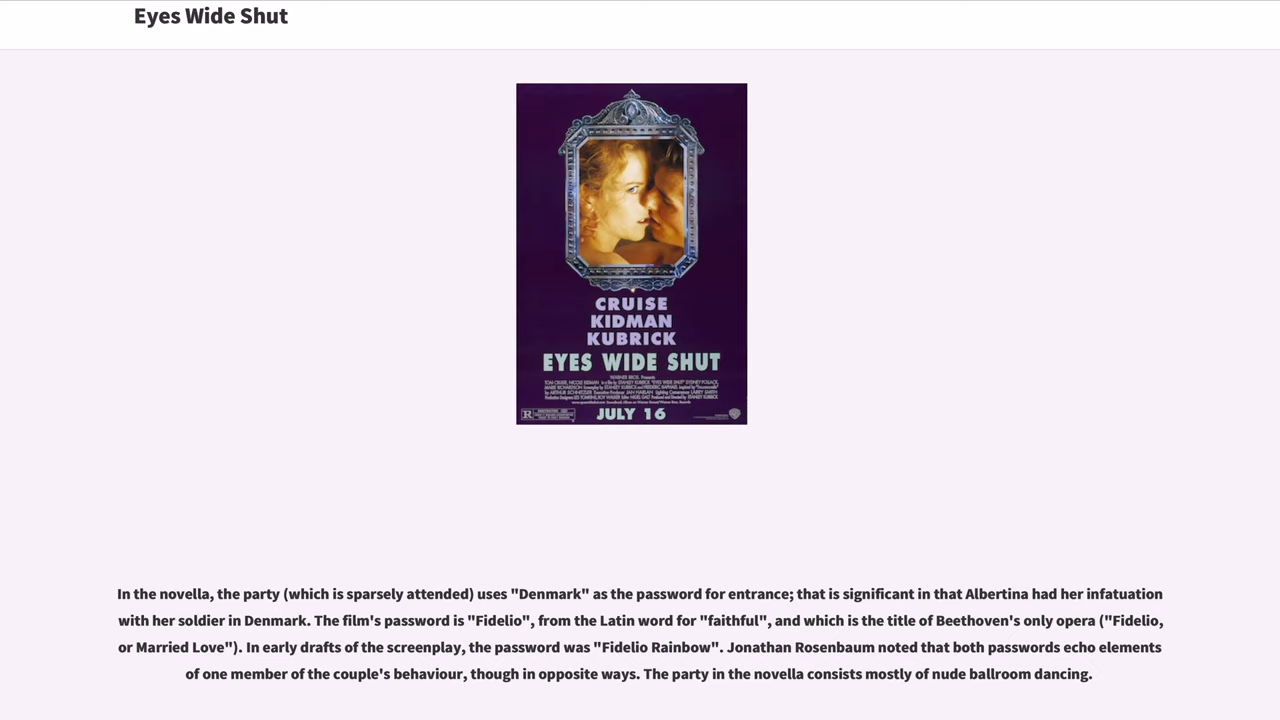 Eyes Wide Shut
CRUISE
KIDMAN
KUBRICK
EYES WIDE SHUT
JULY 16
In the novella, the party (which is sparsely attended) uses "Denmark" as the password for entrance; that is significant in that Albertina had her infatuation
with her soldier in Denmark. The film's password is "Fidelio", from the Latin word for "faithful", and which is the title of Beethoven's only opera ("Fidelio,
or Married Love"). In early drafts of the screenplay, the password was "Fidelio Rainbow". Jonathan Rosenbaum noted that both passwords echo elements
of one member of the couple's behaviour, though in opposite ways. The party in the novella consists mostly of nude ballroom dancing.